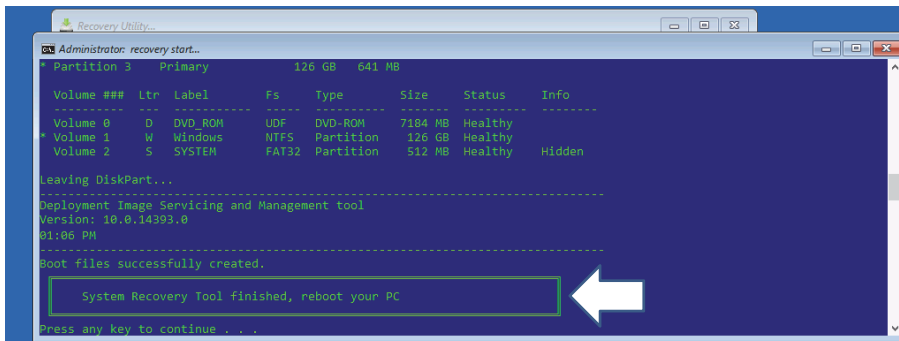 Recovery Utility...
Administrator: recovery start...
* Partition 3    Primary            126 GB   641 MB
Volume ###  Ltr  Label        Fs     Type        Size     Status     Info
----------  ---  -----------  -----  ----------  -------  ---------  --------
Volume 0     D   DVD_ROM      UDF    DVD-ROM     7184 MB  Healthy
* Volume 1     W   Windows      NTFS   Partition    126 GB  Healthy
Volume 2     S   SYSTEM       FAT32  Partition    512 MB  Healthy    Hidden
Leaving DiskPart...
Deployment Image Servicing and Management tool
Version: 10.0.14393.0
01:06 PM
Boot files successfully created.
System Recovery Tool finished, reboot your PC
Press any key to continue . . .